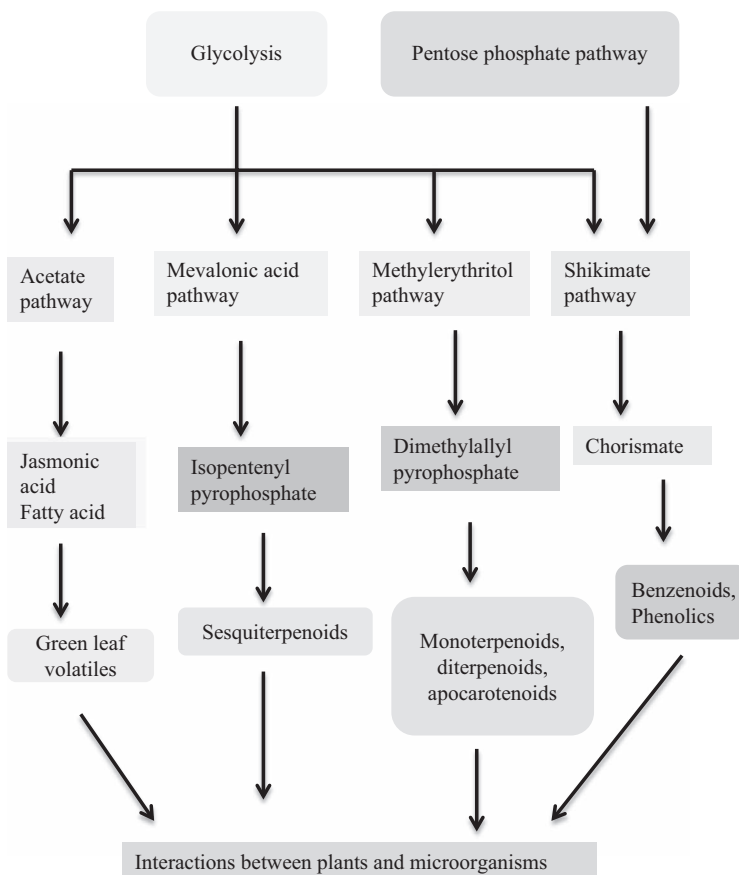 Glycolysis
Pentose phosphate pathway
Acetate
pathway
Mevalonic acid
pathway
Methylerythritol
pathway
Shikimate
pathway
Jasmonic
acid
Fatty acid
Isopentenyl
pyrophosphate
Dimethylallyl
pyrophosphate
Chorismate
Green leaf
volatiles
Sesquiterpenoids
Monoterpenoids,
diterpenoids,
apocarotenoids
Benzenoids,
Phenolics
Interactions between plants and microorganisms